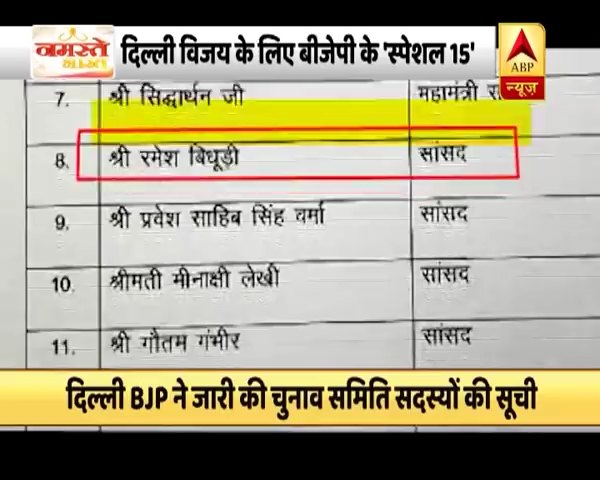 नमस्ते
भारत
दिल्ली विजय के लिए बीजेपी के 'स्पेशल 15'
ABP
न्यूज़
7. श्री सिद्धार्थन जी महामंत्री
8. श्री रमेश बिधूड़ी सांसद
9. श्री प्रवेश साहिब सिंह वर्मा सांसद
10. श्रीमती मीनाक्षी लेखी सांसद
11. श्री गौतम गंभीर सांसद
दिल्ली BJP ने जारी की चुनाव समिति सदस्यों की सूची